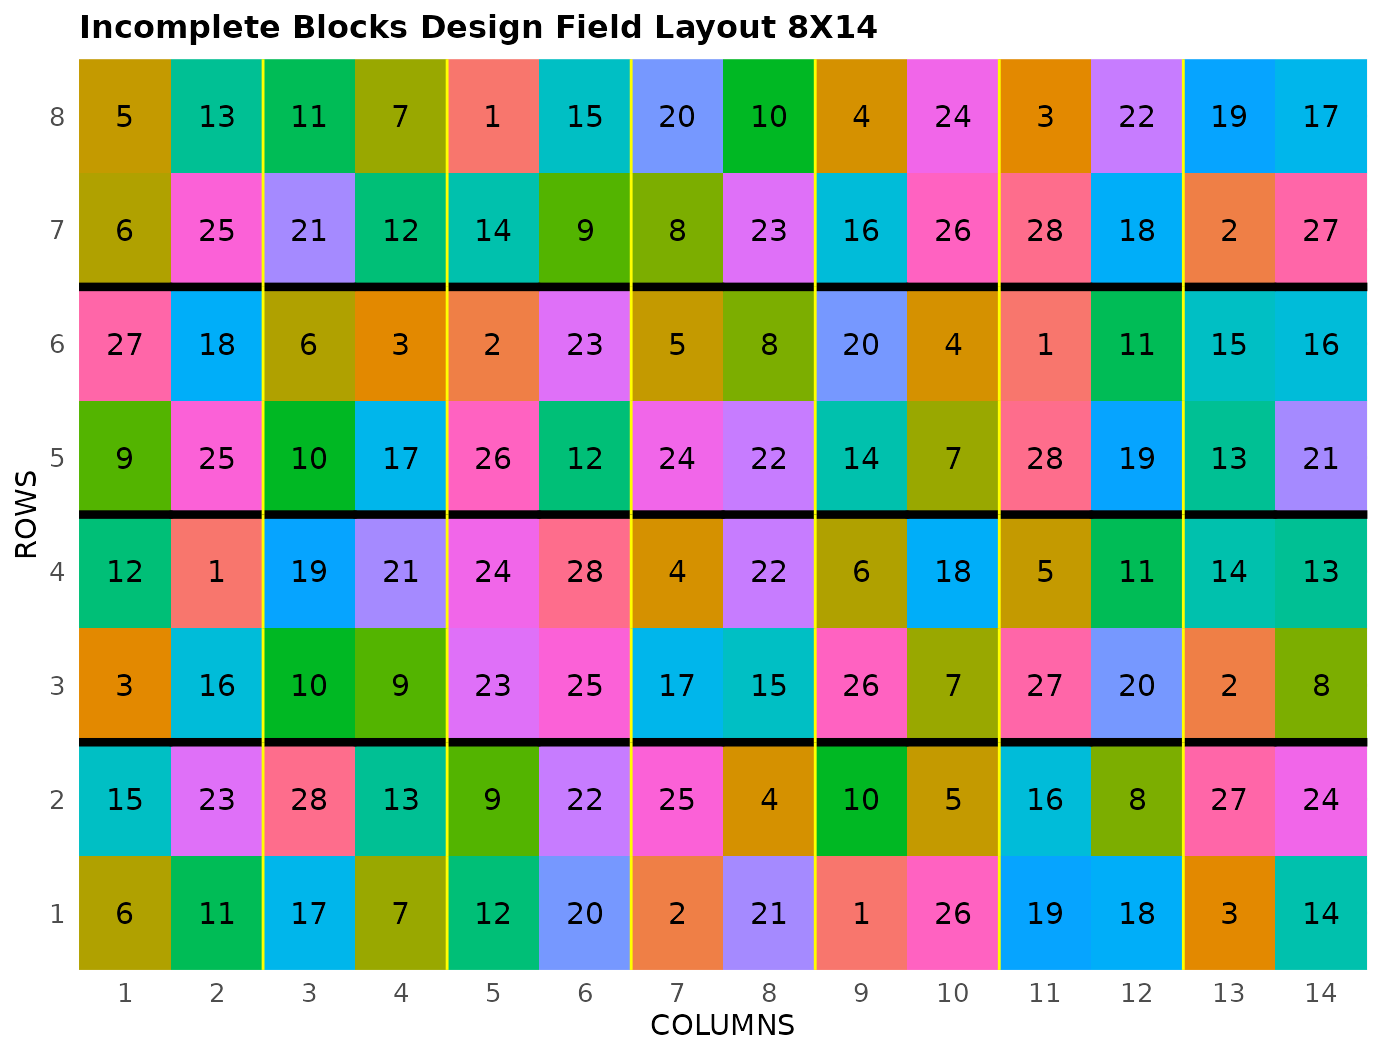 Incomplete Blocks Design Field Layout 8X14
8 5 13 11 7 1 15 20 10 4 24 3 22 19 17
7 6 25 21 12 14 9 8 23 16 26 28 18 2 27
6 27 18 6 3 2 23 5 8 20 4 1 11 15 16
5 9 25 10 17 26 12 24 22 14 7 28 19 13 21
ROWS
4 12 1 19 21 24 28 4 22 6 18 5 11 14 13
3 3 16 10 9 23 25 17 15 26 7 27 20 2 8
2 15 23 28 13 9 22 25 4 10 5 16 8 27 24
1 6 11 17 7 12 20 2 21 1 26 19 18 3 14
1 2 3 4 5 6 7 8 9 10 11 12 13 14
COLUMNS